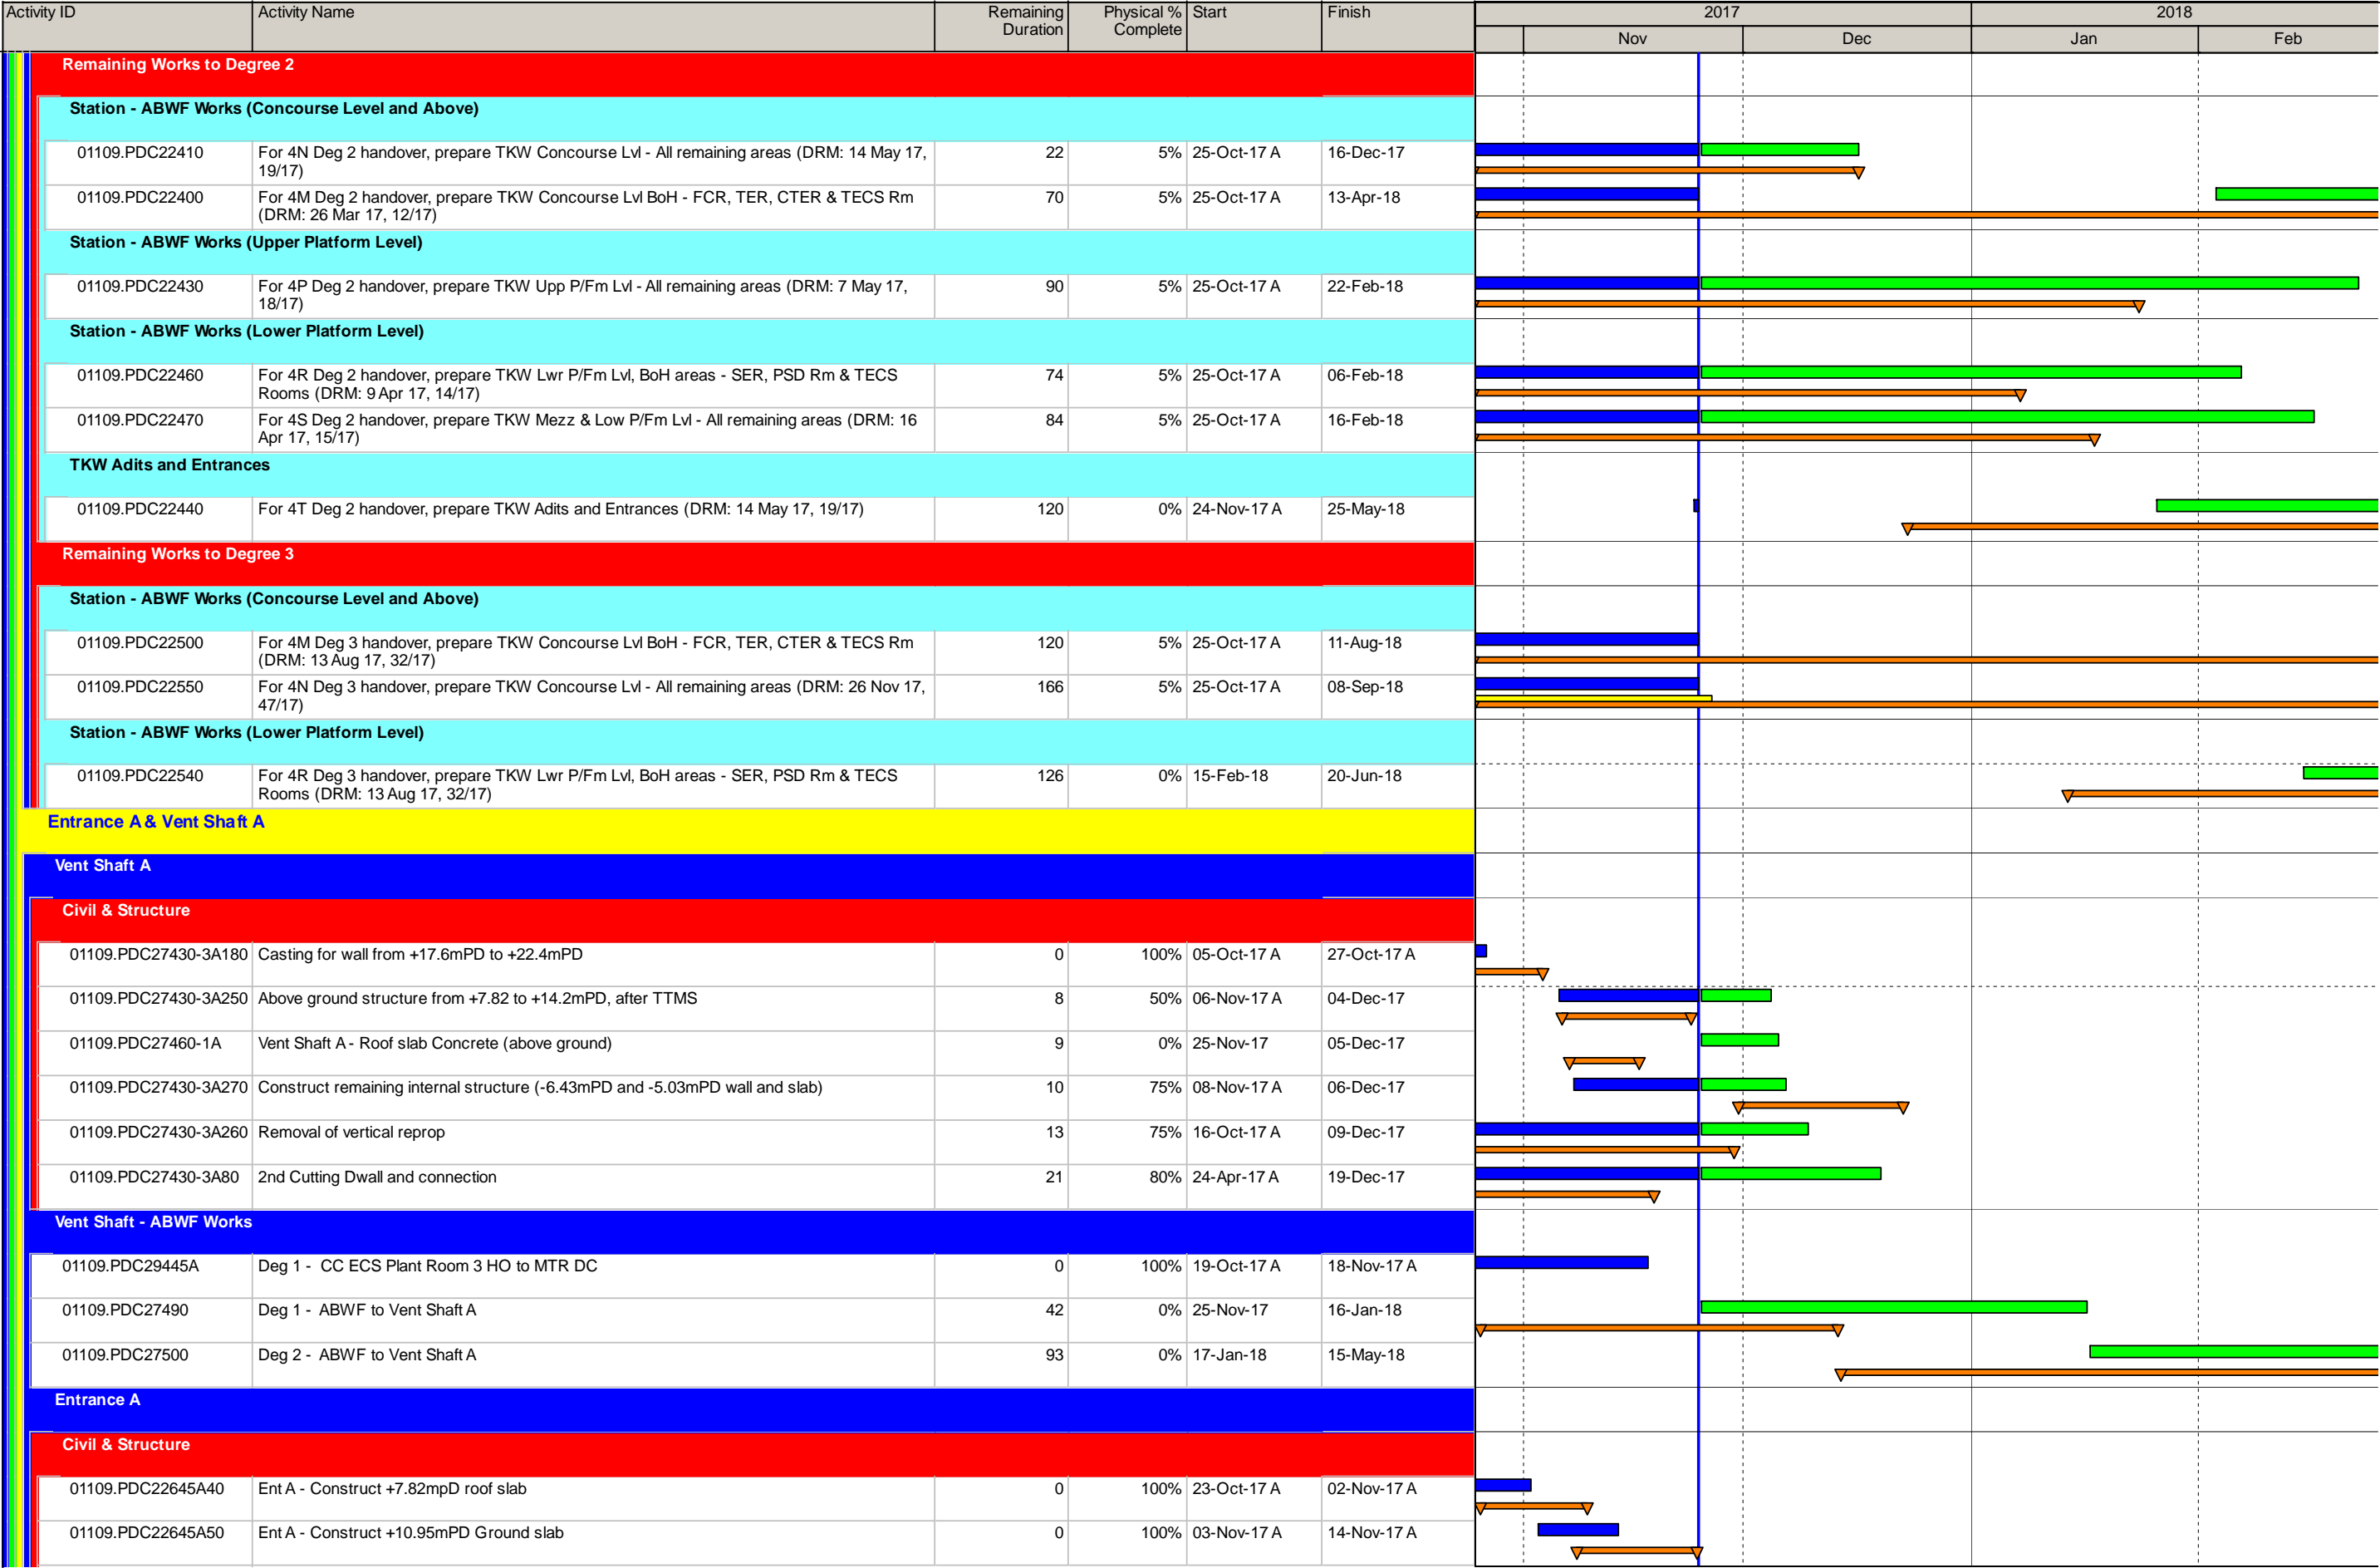 Activity ID Activity Name Remaining Duration Physical % Complete Start Finish 2017 2018
Nov Dec Jan Feb
Remaining Works to Degree 2
Station - ABWF Works (Concourse Level and Above)
01109.PDC22410 For 4N Deg 2 handover, prepare TKW Concourse Lvl - All remaining areas (DRM: 14 May 17, 22 5% 25-Oct-17 A 16-Dec-17
19/17)
01109.PDC22400 For 4M Deg 2 handover, prepare TKW Concourse Lvl BoH - FCR, TER, CTER & TECS Rm 70 5% 25-Oct-17 A 13-Apr-18
(DRM: 26 Mar 17, 12/17)
Station - ABWF Works (Upper Platform Level)
01109.PDC22430 For 4P Deg 2 handover, prepare TKW Upp P/Fm Lvl - All remaining areas (DRM: 7 May 17, 90 5% 25-Oct-17 A 22-Feb-18
18/17)
Station - ABWF Works (Lower Platform Level)
01109.PDC22460 For 4R Deg 2 handover, prepare TKW Lwr P/Fm Lvl, BoH areas - SER, PSD Rm & TECS 74 5% 25-Oct-17 A 06-Feb-18
Rooms (DRM: 9 Apr 17, 14/17)
01109.PDC22470 For 4S Deg 2 handover, prepare TKW Mezz & Low P/Fm Lvl - All remaining areas (DRM: 16 84 5% 25-Oct-17 A 16-Feb-18
Apr 17, 15/17)
TKW Adits and Entrances
01109.PDC22440 For 4T Deg 2 handover, prepare TKW Adits and Entrances (DRM: 14 May 17, 19/17) 120 0% 24-Nov-17 A 25-May-18
Remaining Works to Degree 3
Station - ABWF Works (Concourse Level and Above)
01109.PDC22500 For 4M Deg 3 handover, prepare TKW Concourse Lvl BoH - FCR, TER, CTER & TECS Rm 120 5% 25-Oct-17 A 11-Aug-18
(DRM: 13 Aug 17, 32/17)
01109.PDC22550 For 4N Deg 3 handover, prepare TKW Concourse Lvl - All remaining areas (DRM: 26 Nov 17, 166 5% 25-Oct-17 A 08-Sep-18
47/17)
Station - ABWF Works (Lower Platform Level)
01109.PDC22540 For 4R Deg 3 handover, prepare TKW Lwr P/Fm Lvl, BoH areas - SER, PSD Rm & TECS 126 0% 15-Feb-18 20-Jun-18
Rooms (DRM: 13 Aug 17, 32/17)
Entrance A & Vent Shaft A
Vent Shaft A
Civil & Structure
01109.PDC27430-3A180 Casting for wall from +17.6mPD to +22.4mPD 0 100% 05-Oct-17 A 27-Oct-17 A
01109.PDC27430-3A250 Above ground structure from +7.82 to +14.2mPD, after TTMS 8 50% 06-Nov-17 A 04-Dec-17
01109.PDC27460-1A Vent Shaft A - Roof slab Concrete (above ground) 9 0% 25-Nov-17 05-Dec-17
01109.PDC27430-3A270 Construct remaining internal structure (-6.43mPD and -5.03mPD wall and slab) 10 75% 08-Nov-17 A 06-Dec-17
01109.PDC27430-3A260 Removal of vertical reprop 13 75% 16-Oct-17 A 09-Dec-17
01109.PDC27430-3A80 2nd Cutting Dwall and connection 21 80% 24-Apr-17 A 19-Dec-17
Vent Shaft - ABWF Works
01109.PDC29445A Deg 1 - CC ECS Plant Room 3 HO to MTR DC 0 100% 19-Oct-17 A 18-Nov-17 A
01109.PDC27490 Deg 1 - ABWF to Vent Shaft A 42 0% 25-Nov-17 16-Jan-18
01109.PDC27500 Deg 2 - ABWF to Vent Shaft A 93 0% 17-Jan-18 15-May-18
Entrance A
Civil & Structure
01109.PDC22645A40 Ent A - Construct +7.82mpD roof slab 0 100% 23-Oct-17 A 02-Nov-17 A
01109.PDC22645A50 Ent A - Construct +10.95mPD Ground slab 0 100% 03-Nov-17 A 14-Nov-17 A